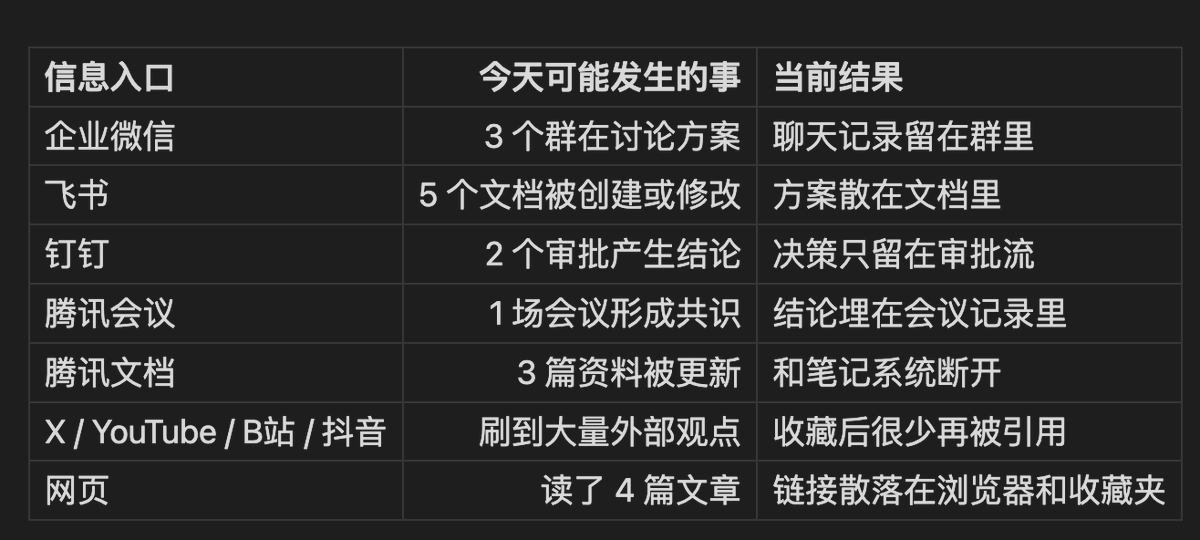 信息入口 今天可能发生的事 当前结果
企业微信 3 个群在讨论方案 聊天记录留在群里
飞书 5 个文档被创建或修改 方案散在文档里
钉钉 2 个审批产生结论 决策只留在审批流
腾讯会议 1 场会议形成共识 结论埋在会议记录里
腾讯文档 3 篇资料被更新 和笔记系统断开
X / YouTube / B站 / 抖音 刷到大量外部观点 收藏后很少再被引用
网页 读了 4 篇文章 链接散落在浏览器和收藏夹